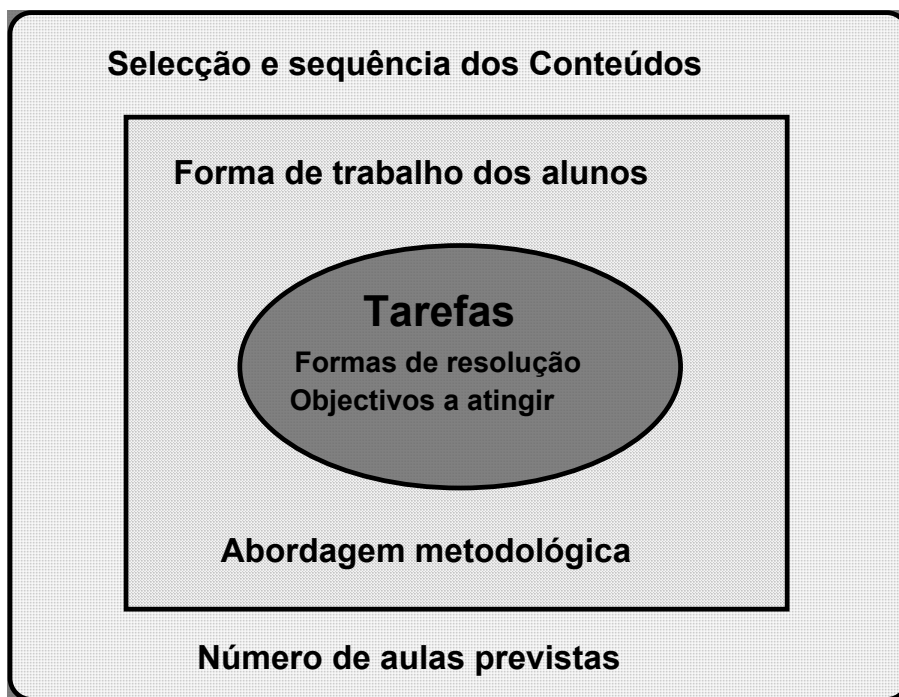 Selecção e sequência dos Conteúdos
Forma de trabalho dos alunos
Tarefas
Formas de resolução
Objectivos a atingir
Abordagem metodológica
Número de aulas previstas